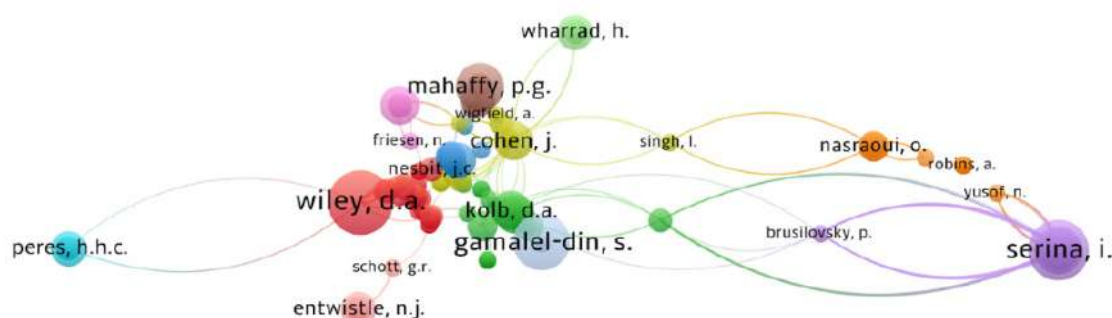 wharrad, h.
mahaffy, p.g.
wigfield, a.
friesen, n.
cohen, j.
singh, l.
nasraoui, o.
robins, a.
nesbit, j.c.
yusof, n.
wiley, d.a.
kolb, d.a.
brusilovsky, p.
gamalel-din, s.
peres, h.h.c.
serina, i.
schott, g.r.
entwistle, n.j.